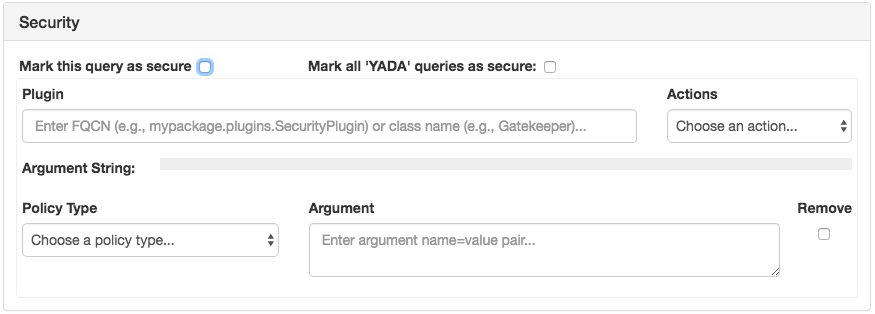 Security
Mark this query as secure Mark all 'YADA' queries as secure:
Plugin Actions
Enter FQCN (e.g., mypackage.plugins.SecurityPlugin) or class name (e.g., Gatekeeper)... Choose an action...
Argument String:
Policy Type Argument Remove
Choose a policy type... Enter argument name=value pair...